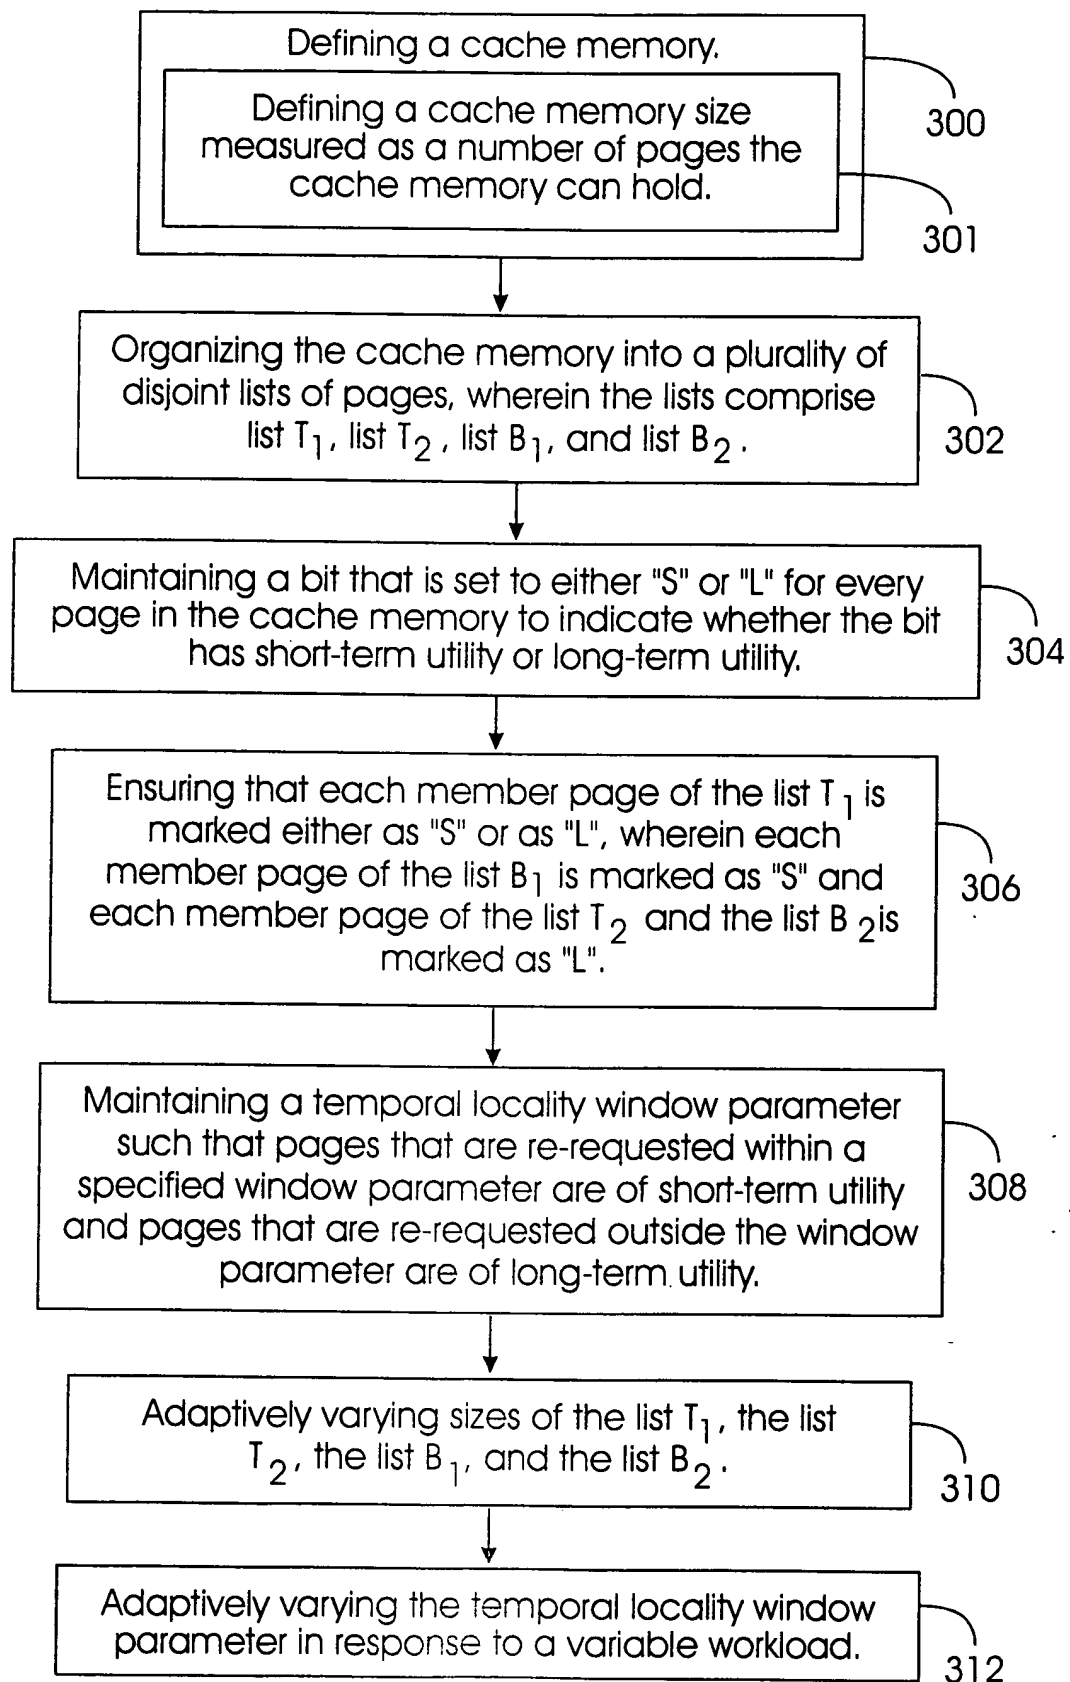 Defining a cache memory.
Defining a cache memory size
measured as a number of pages the
cache memory can hold.
300
301
Organizing the cache memory into a plurality of
disjoint lists of pages, wherein the lists comprise
list T1, list T2, list B1, and list B2.
302
Maintaining a bit that is set to either "S" or "L" for every
page in the cache memory to indicate whether the bit
has short-term utility or long-term utility.
304
Ensuring that each member page of the list T1 is
marked either as "S" or as "L", wherein each
member page of the list B1 is marked as "S" and
each member page of the list T2 and the list B2 is
marked as "L".
306
Maintaining a temporal locality window parameter
such that pages that are re-requested within a
specified window parameter are of short-term utility
and pages that are re-requested outside the window
parameter are of long-term utility.
308
Adaptively varying sizes of the list T1, the list
T2, the list B1, and the list B2.
310
Adaptively varying the temporal locality window
parameter in response to a variable workload.
312